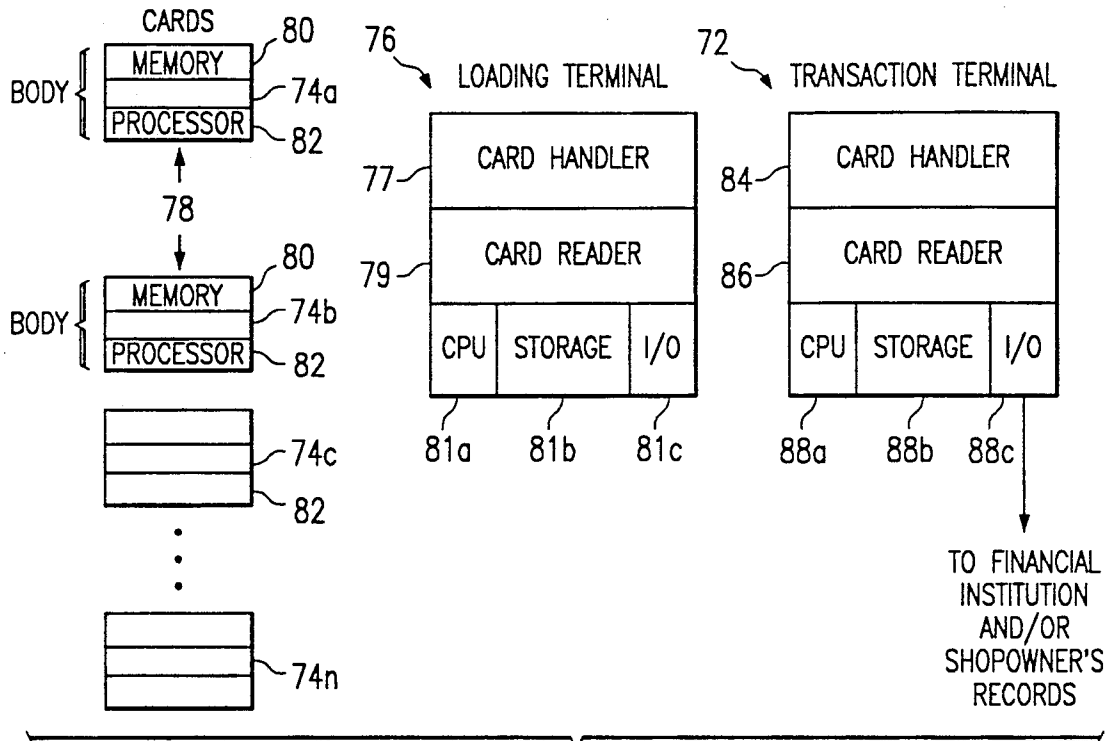 CARDS
BODY
MEMORY
80
74a
PROCESSOR
82
78
BODY
MEMORY
80
74b
PROCESSOR
82
74c
82
74n
76
LOADING TERMINAL
77
CARD HANDLER
79
CARD READER
CPU
STORAGE
I/O
81a
81b
81c
72
TRANSACTION TERMINAL
84
CARD HANDLER
86
CARD READER
CPU
STORAGE
I/O
88a
88b
88c
TO FINANCIAL
INSTITUTION
AND/OR
SHOPOWNER'S
RECORDS